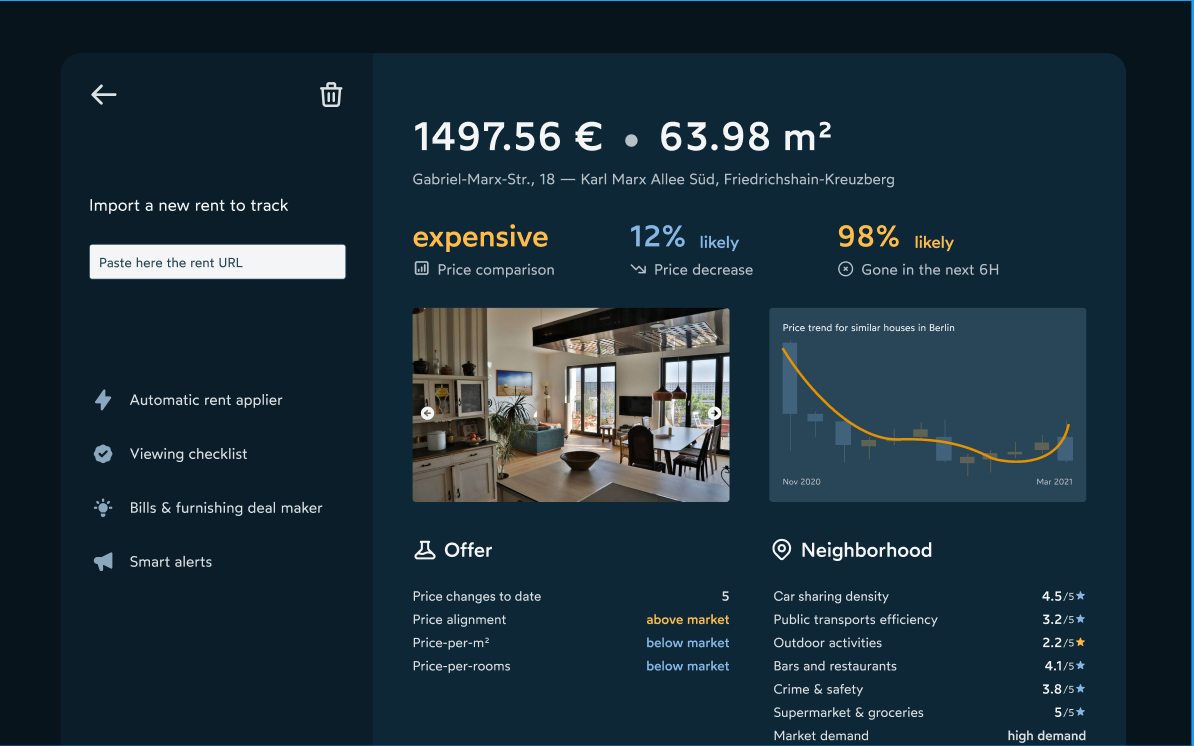 Import a new rent to track
Paste here the rent URL
Automatic rent applier
Viewing checklist
Bills & furnishing deal maker
Smart alerts
1497.56 € • 63.98 m²
Gabriel-Marx-Str., 18 — Karl Marx Allee Süd, Friedrichshain-Kreuzberg
expensive
Price comparison
12% likely
Price decrease
98% likely
Gone in the next 6H
Price trend for similar houses in Berlin
Nov 2020 Mar 2021
Offer
Price changes to date 5
Price alignment above market
Price-per-m² below market
Price-per-rooms below market
Neighborhood
Car sharing density 4.5/5★
Public transports efficiency 3.2/5★
Outdoor activities 2.2/5★
Bars and restaurants 4.1/5★
Crime & safety 3.8/5★
Supermarket & groceries 5/5★
Market demand high demand